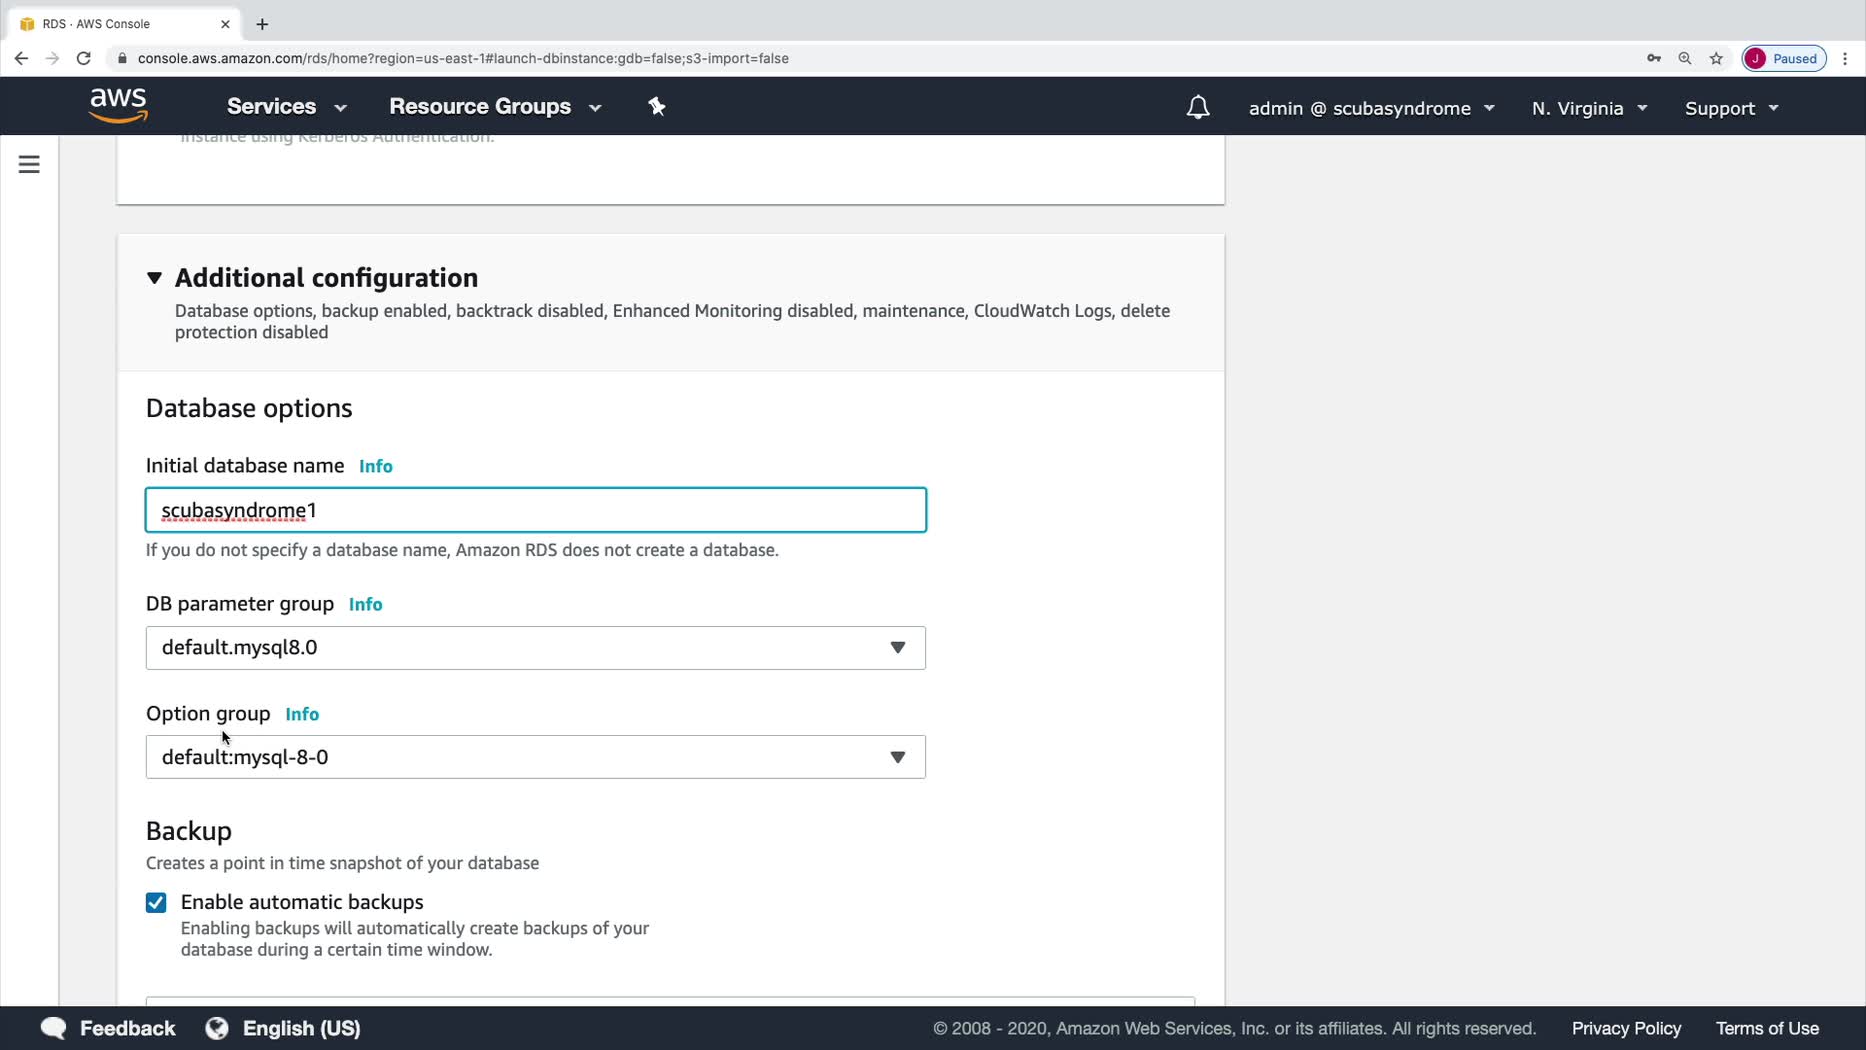 RDS · AWS Console
console.aws.amazon.com/rds/home?region=us-east-1#launch-dbinstance:gdb=false;s3-import=false
J Paused
aws Services Resource Groups admin @ scubasyndrome N. Virginia Support
instance using Kerberos Authentication.
Additional configuration
Database options, backup enabled, backtrack disabled, Enhanced Monitoring disabled, maintenance, CloudWatch Logs, delete
protection disabled
Database options
Initial database name Info
scubasyndrome1
If you do not specify a database name, Amazon RDS does not create a database.
DB parameter group Info
default.mysql8.0
Option group Info
default:mysql-8-0
Backup
Creates a point in time snapshot of your database
Enable automatic backups
Enabling backups will automatically create backups of your
database during a certain time window.
Feedback English (US) © 2008 - 2020, Amazon Web Services, Inc. or its affiliates. All rights reserved. Privacy Policy Terms of Use